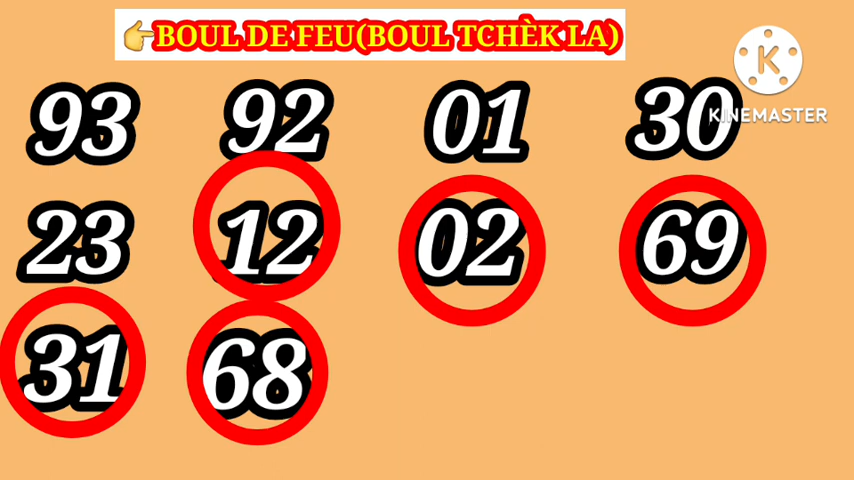 👉BOUL DE FEU(BOUL TCHÈK LA)
K
KINEMASTER
93 92 01 30
23 12 02 69
31 68